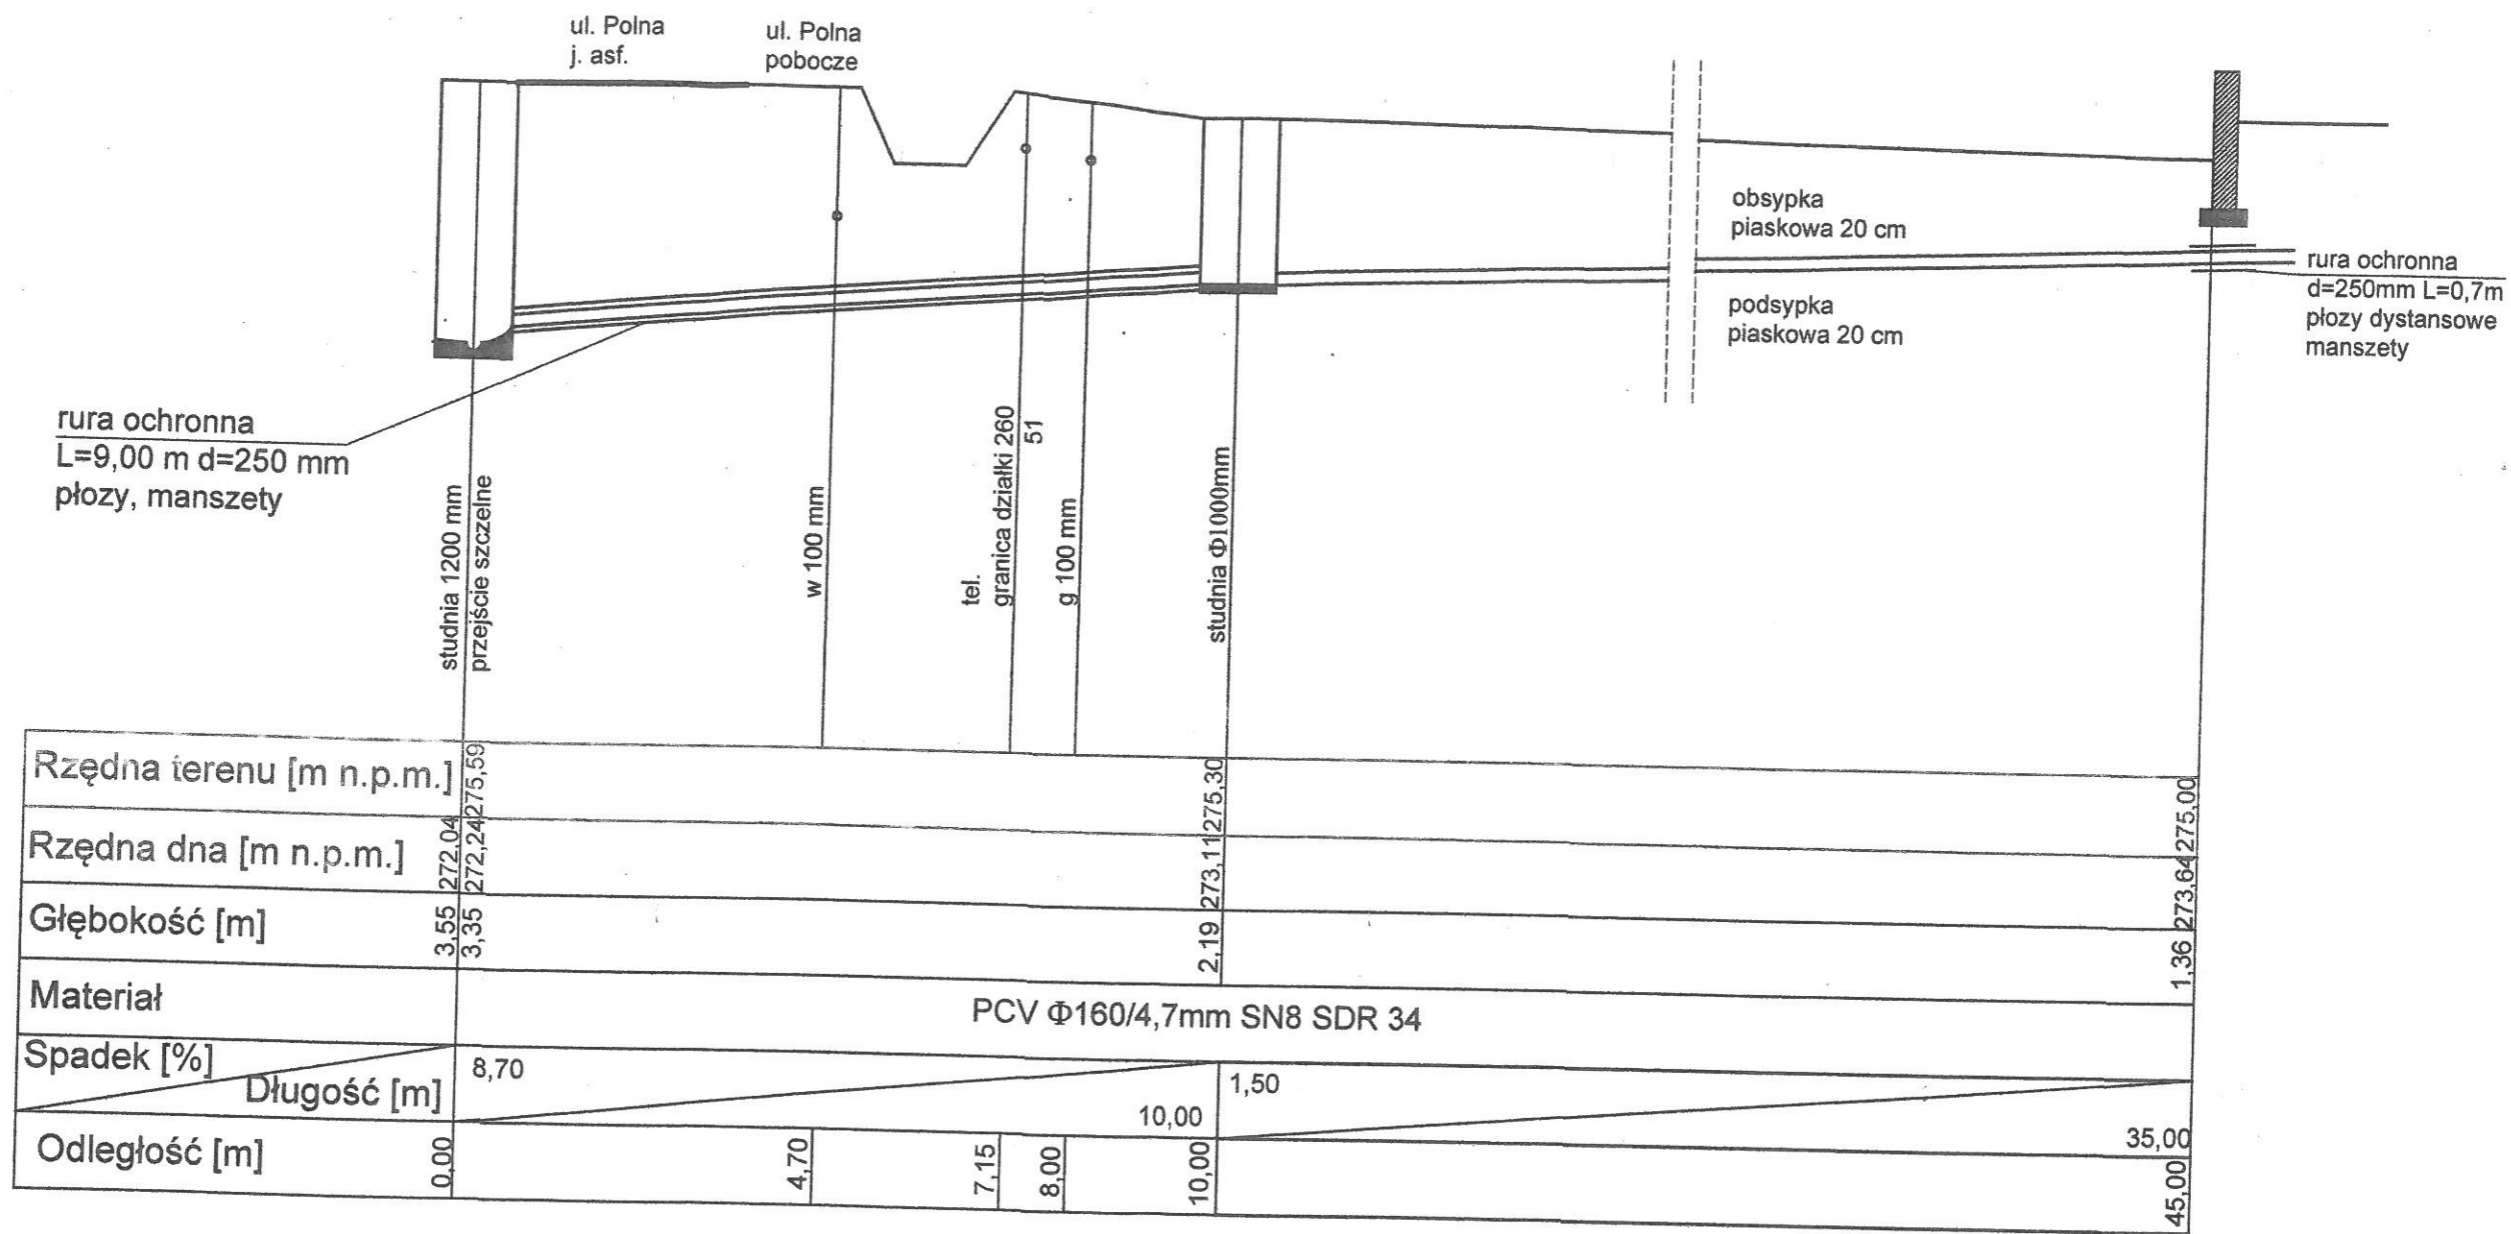 ul. Polna
j. asf.
ul. Polna
pobocze
obsypka
piaskowa 20 cm
podsypka
piaskowa 20 cm
rura ochronna
d=250mm L=0,7m
płozy dystansowe
manszety
rura ochronna
L=9,00 m d=250 mm
płozy, manszety
studnia 1200 mm
przejście szczelne
w 100 mm
tel.
granica działki 260
51
g 100 mm
studnia Φ1000mm
Rzędna terenu [m n.p.m.] 275,59 275,30 275,00
Rzędna dna [m n.p.m.] 272,04 272,24 273,11 273,64
Głębokość [m] 3,55 3,35 2,19 1,36
Materiał PCV Φ160/4,7mm SN8 SDR 34
Spadek [%] 8,70 1,50
Długość [m] 10,00 35,00
Odległość [m] 0,00 4,70 7,15 8,00 10,00 45,00